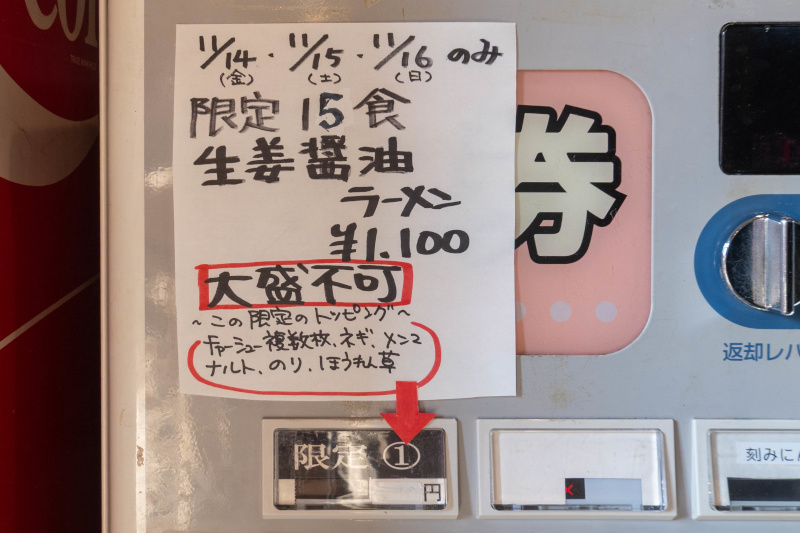 11/14・11/15・11/16 のみ
(金) (土) (日)
限定 15食
生姜醤油
ラーメン
¥1,100
大盛不可
～この限定のトッピング～
チャーシュー複数枚、ネギ、メンマ
ナルト、のり、ほうれん草
券
返却レバ
限定 ①
円
刻みにん